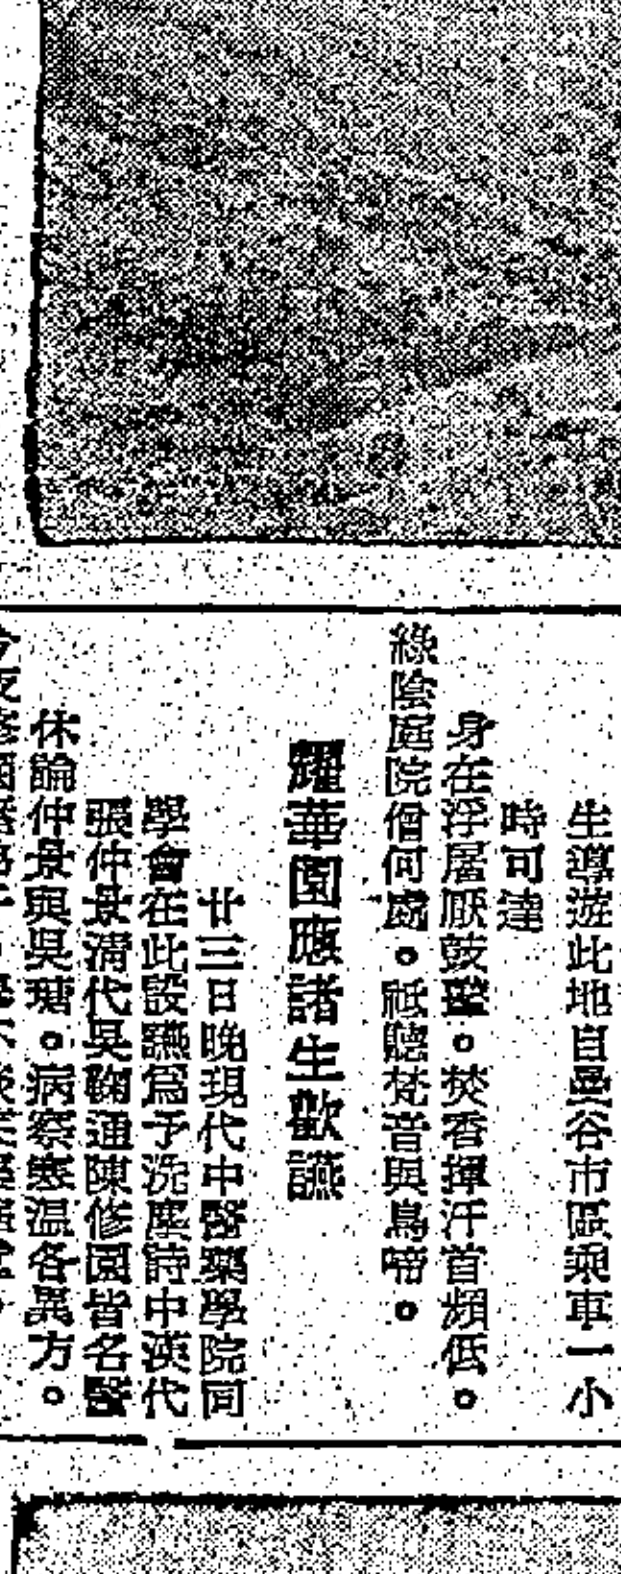 生導遊此地自曼谷市區乘車一小
時可達
身在浮屠厭鼓鼙。焚香揮汗首頻低。
綠陰庭院僧何處。祗聽梵音與鳥啼。
耀華園應諸生歡讌
廿三日晚現代中醫藥學院同
學會在此設讌爲予洗塵詩中漢代
張仲景淸代吳鞠通陳修園皆名醫
休論仲景與吳瑭。病察寒溫各異方。